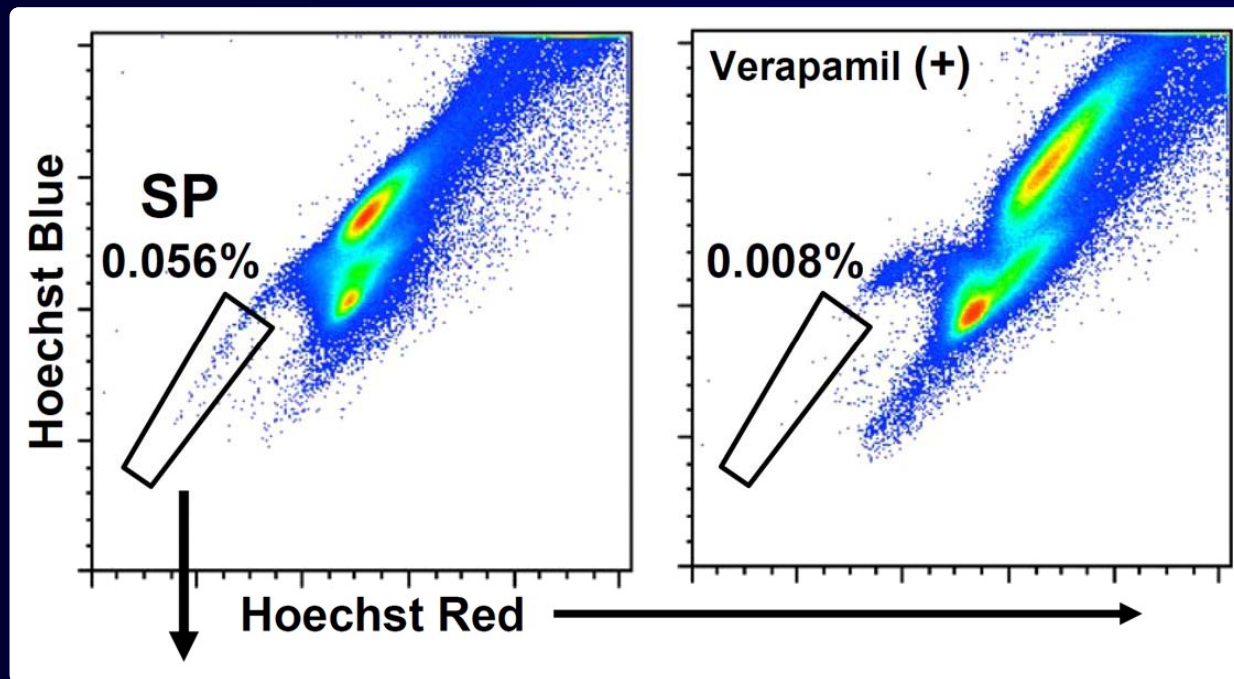 Verapamil (+)
SP
0.056%
0.008%
Hoechst Blue
Hoechst Red